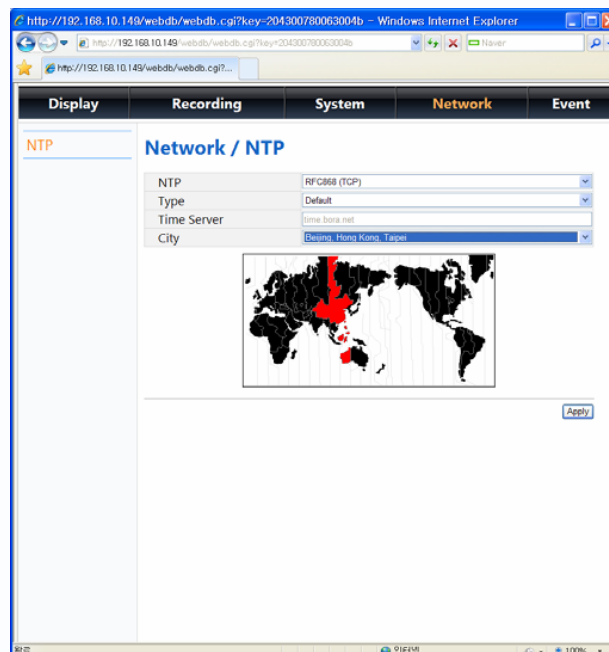 http://192.168.10.149/webdb/webdb.cgi?key=204300780063004b - Windows Internet Explorer
http://192.168.10.149/webdb/webdb.cgi?key=204300780063004b
Naver
http://192.168.10.149/webdb/webdb.cgi?...
Display Recording System Network Event
NTP
Network / NTP
NTP RFC868 (TCP)
Type Default
Time Server time.bora.net
City Beijing, Hong Kong, Taipei
Apply
완료 인터넷 100%